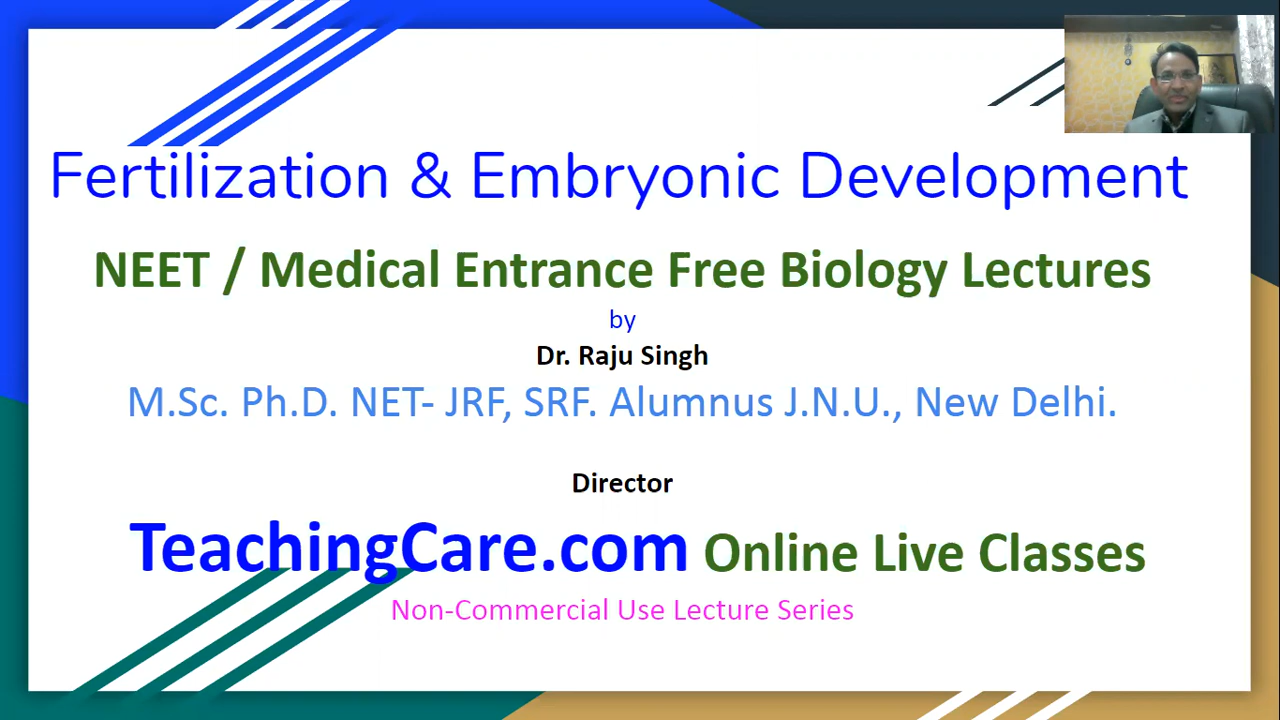 Fertilization & Embryonic Development
NEET / Medical Entrance Free Biology Lectures
by
Dr. Raju Singh
M.Sc. Ph.D. NET- JRF, SRF. Alumnus J.N.U., New Delhi.
Director
TeachingCare.com Online Live Classes
Non-Commercial Use Lecture Series